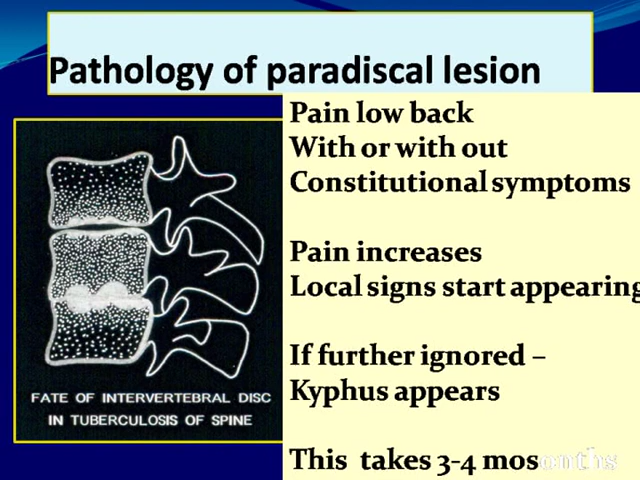 Pathology of paradiscal lesion
Pain low back
With or with out
Constitutional symptoms
Pain increases
Local signs start appearing
If further ignored –
Kyphus appears
This takes 3-4 mos
FATE OF INTERVERTEBRAL DISC
IN TUBERCULOSIS OF SPINE